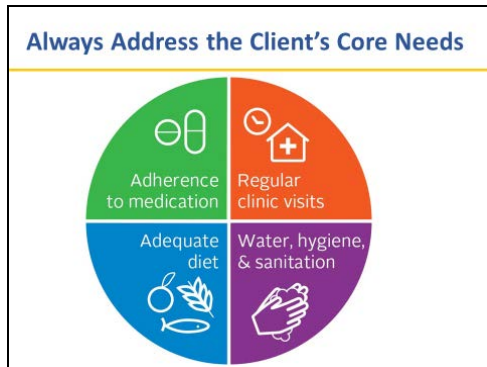 Always Address the Client's Core Needs
Adherence
to medication
Regular
clinic visits
Adequate
diet
Water, hygiene,
& sanitation